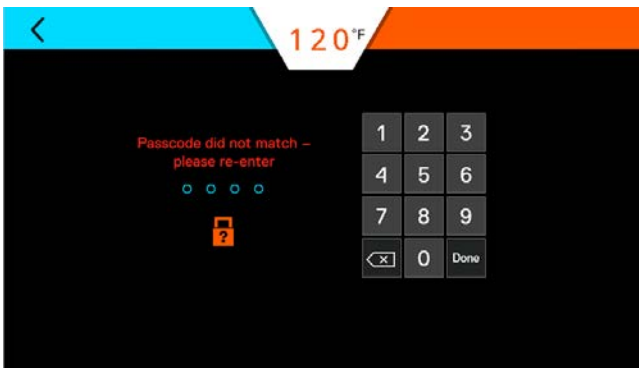 120°F
Passcode did not match –
please re-enter
1 2 3
4 5 6
7 8 9
0 Done
?